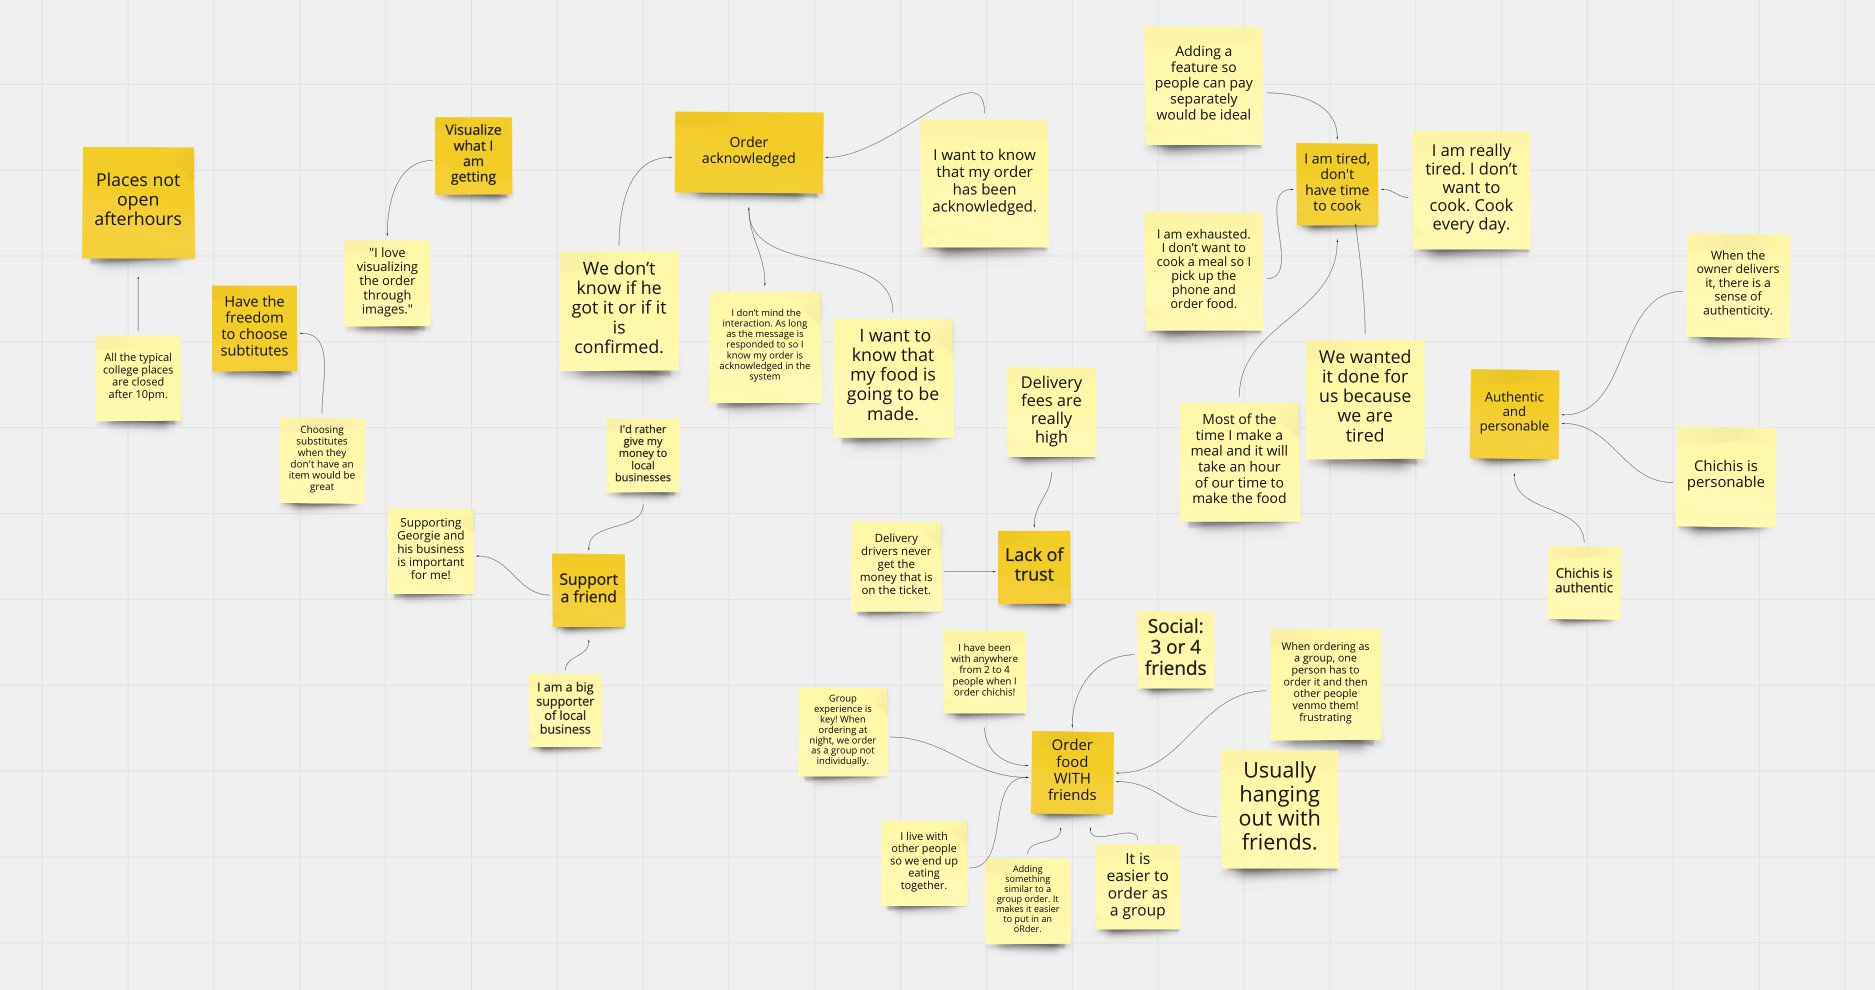 Places not
open
afterhours
All the typical
college places
are closed
after 10pm.
Have the
freedom
to choose
subtitutes
Choosing
substitutes
when they
don't have an
item would be
great
Visualize
what I
am
getting
"I love
visualizing
the order
through
images."
Order
acknowledged
We don't
know if he
got it or if it
is
confirmed.
I don't mind the
interaction. As long
as the message is
responded to so I
know my order is
acknowledged in the
system
I want to
know that
my food is
going to be
made.
I want to know
that my order
has been
acknowledged.
I'd rather
give my
money to
local
businesses
Supporting
Georgie and
his business
is important
for me!
Support
a friend
I am a big
supporter
of local
business
Delivery
fees are
really
high
Delivery
drivers never
get the
money that is
on the ticket.
Lack of
trust
Adding a
feature so
people can pay
separately
would be ideal
I am tired,
don't
have time
to cook
I am really
tired. I don't
want to
cook. Cook
every day.
I am exhausted.
I don't want to
cook a meal so I
pick up the
phone and
order food.
Most of the
time I make a
meal and it will
take an hour
of our time to
make the food
We wanted
it done for
us because
we are
tired
When the
owner delivers
it, there is a
sense of
authenticity.
Authentic
and
personable
Chichis is
personable
Chichis is
authentic
I have been
with anywhere
from 2 to 4
people when I
order chichis!
Social:
3 or 4
friends
When ordering as
a group, one
person has to
order it and then
other people
venmo them!
frustrating
Group
experience is
key! When
ordering at
night, we order
as a group not
individually.
Order
food
WITH
friends
Usually
hanging
out with
friends.
I live with
other people
so we end up
eating
together.
Adding
something
similar to a
group order. It
makes it easier
to put in an
oRder.
It is
easier to
order as
a group